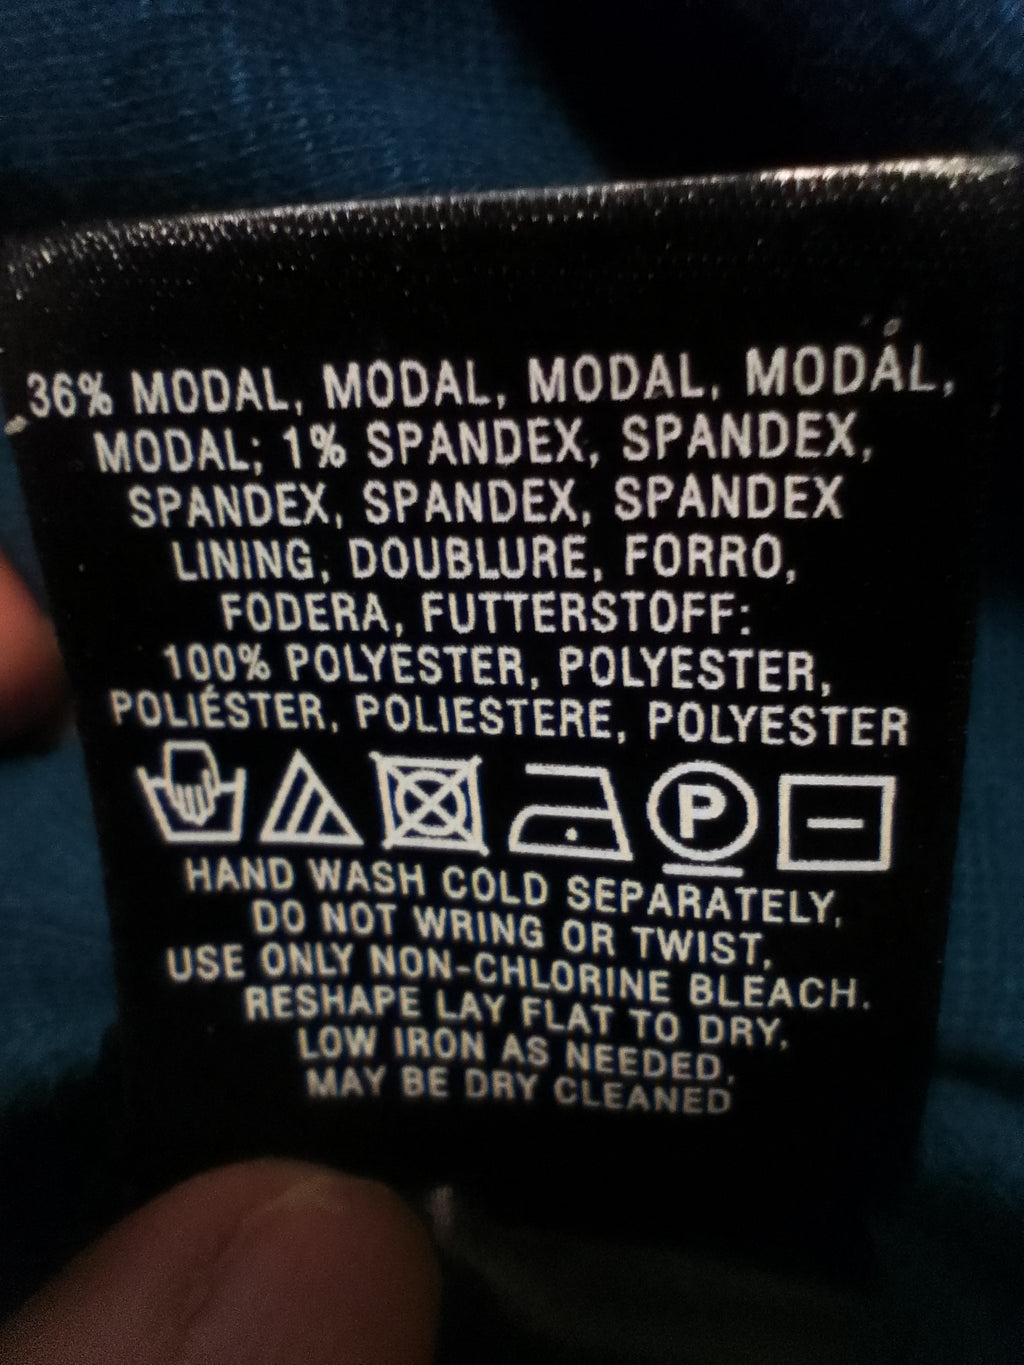 36% MODAL, MODAL, MODAL, MODÁL,
MODAL; 1% SPANDEX, SPANDEX,
SPANDEX, SPANDEX, SPANDEX
LINING, DOUBLURE, FORRO,
FODERA, FUTTERSTOFF:
100% POLYESTER, POLYESTER,
POLIÉSTER, POLIESTERE, POLYESTER
P
HAND WASH COLD SEPARATELY,
DO NOT WRING OR TWIST,
USE ONLY NON-CHLORINE BLEACH.
RESHAPE LAY FLAT TO DRY,
LOW IRON AS NEEDED,
MAY BE DRY CLEANED